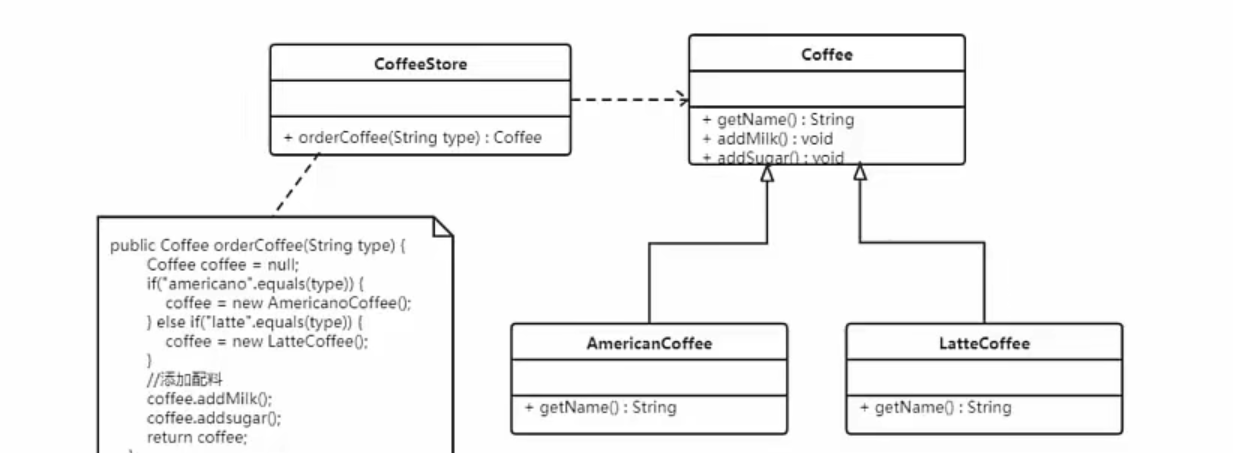 CoffeeStore
+ orderCoffee(String type) : Coffee
Coffee
+ getName() : String
+ addMilk() : void
+ addSugar() : void
public Coffee orderCoffee(String type) {
Coffee coffee = null;
if("americano".equals(type)) {
coffee = new AmericanoCoffee();
} else if("latte".equals(type)) {
coffee = new LatteCoffee();
}
//添加配料
coffee.addMilk();
coffee.addsugar();
return coffee;
}
AmericanCoffee
+ getName() : String
LatteCoffee
+ getName() : String